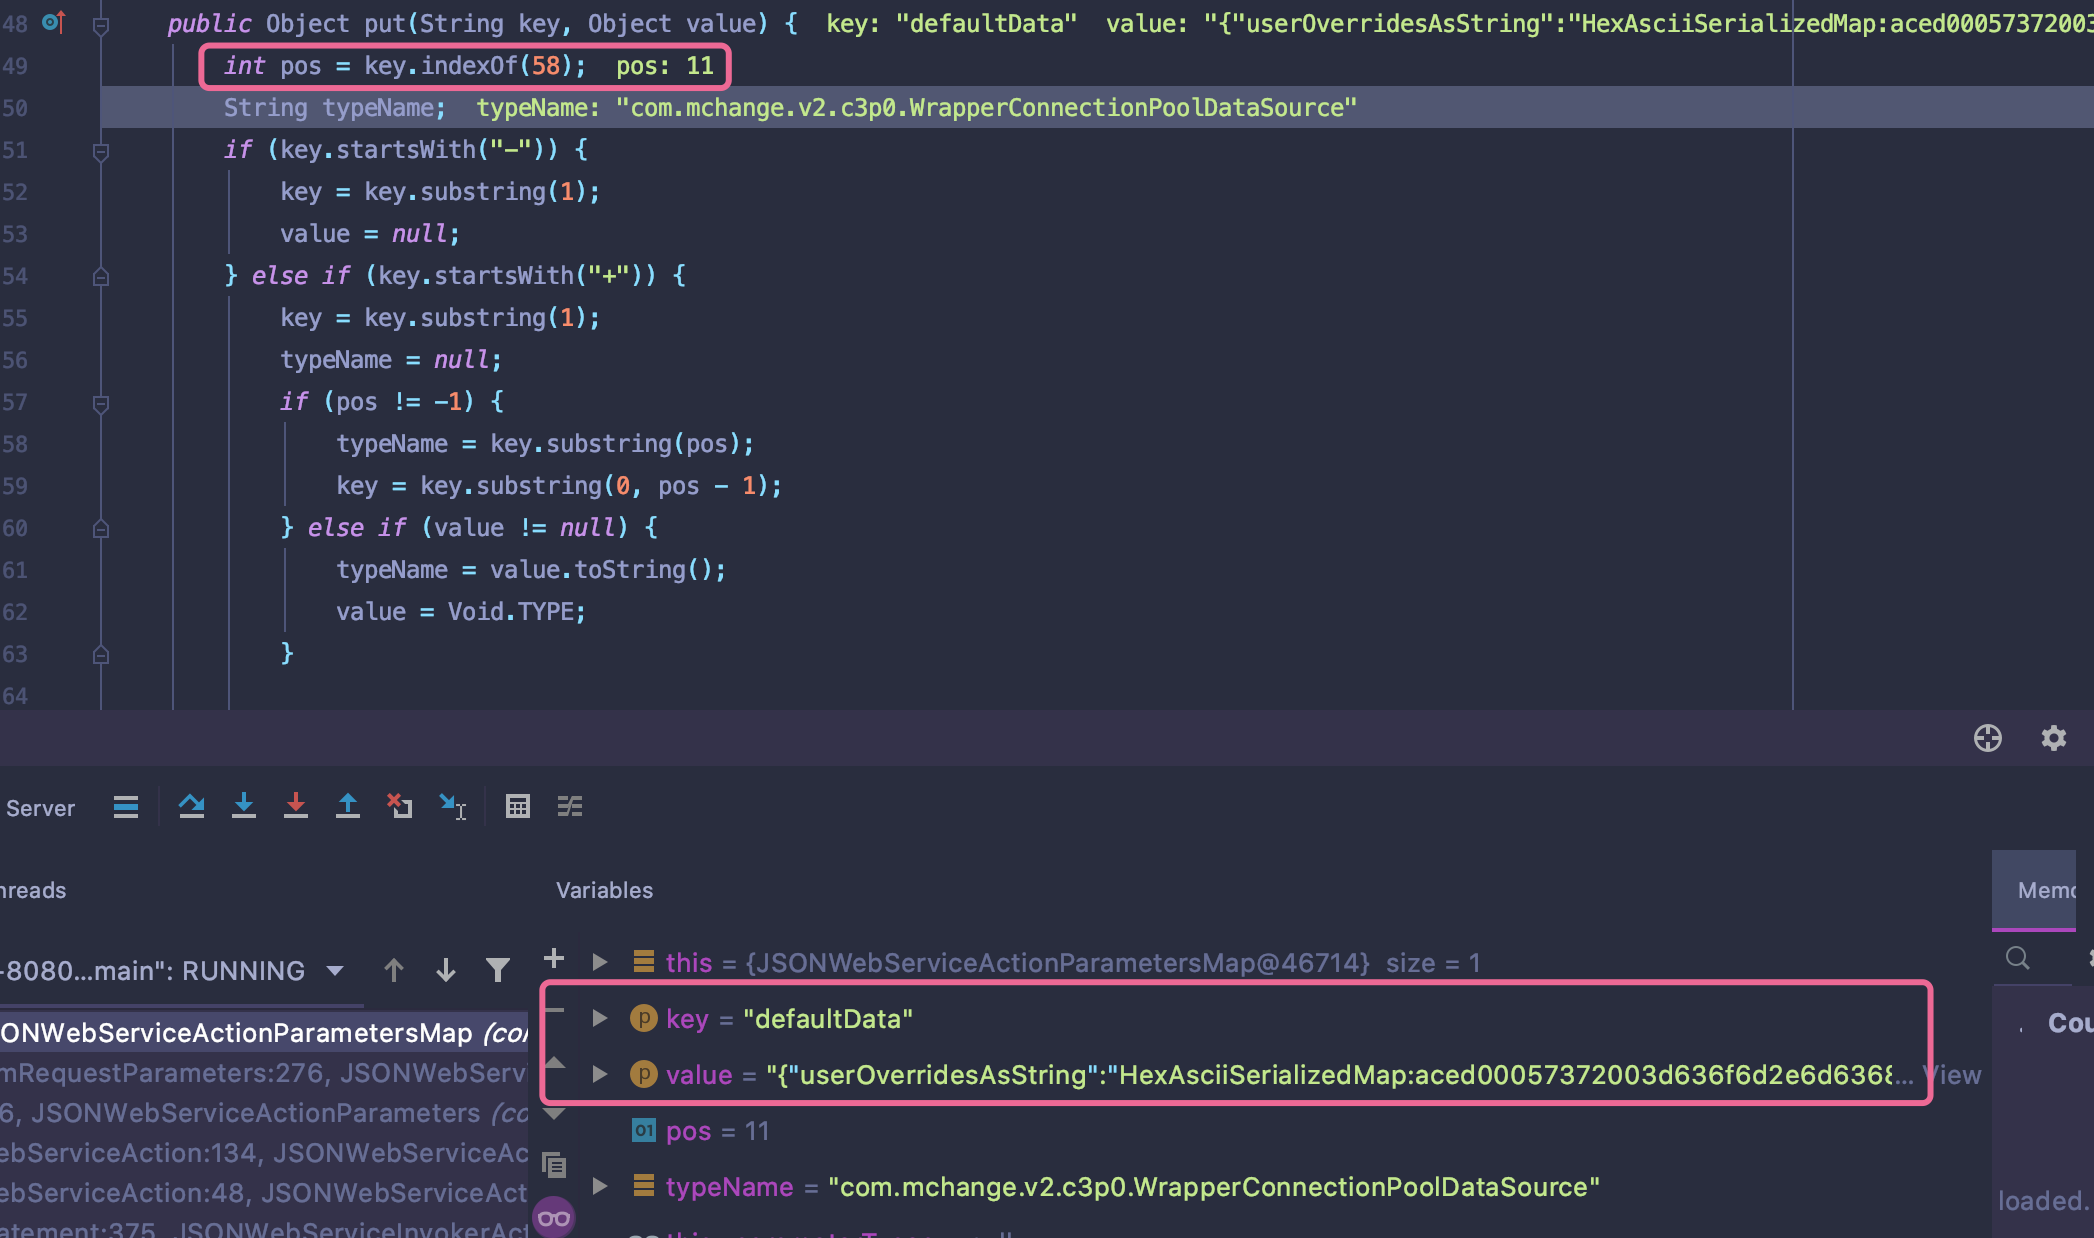 48 public Object put(String key, Object value) { key: "defaultData" value: "{"userOverridesAsString":"HexAsciiSerializedMap:aced00057372003
49 int pos = key.indexOf(58); pos: 11
50 String typeName; typeName: "com.mchange.v2.c3p0.WrapperConnectionPoolDataSource"
51 if (key.startsWith("-")) {
52 key = key.substring(1);
53 value = null;
54 } else if (key.startsWith("+")) {
55 key = key.substring(1);
56 typeName = null;
57 if (pos != -1) {
58 typeName = key.substring(pos);
59 key = key.substring(0, pos - 1);
60 } else if (value != null) {
61 typeName = value.toString();
62 value = Void.TYPE;
63 }
64
Server
hreads
Variables
Memo
-8080...main": RUNNING
this = {JSONWebServiceActionParametersMap@46714} size = 1
key = "defaultData"
value = "{"userOverridesAsString":"HexAsciiSerializedMap:aced00057372003d636f6d2e6d6368... View
01 pos = 11
typeName = "com.mchange.v2.c3p0.WrapperConnectionPoolDataSource"
ONWebServiceActionParametersMap (co
mRequestParameters:276, JSONWebServi
6, JSONWebServiceActionParameters (co
ebServiceAction:134, JSONWebServiceAc
ebServiceAction:48, JSONWebServiceAct
atement:375, JSONWebServiceInvokerAct
Cou
loaded.